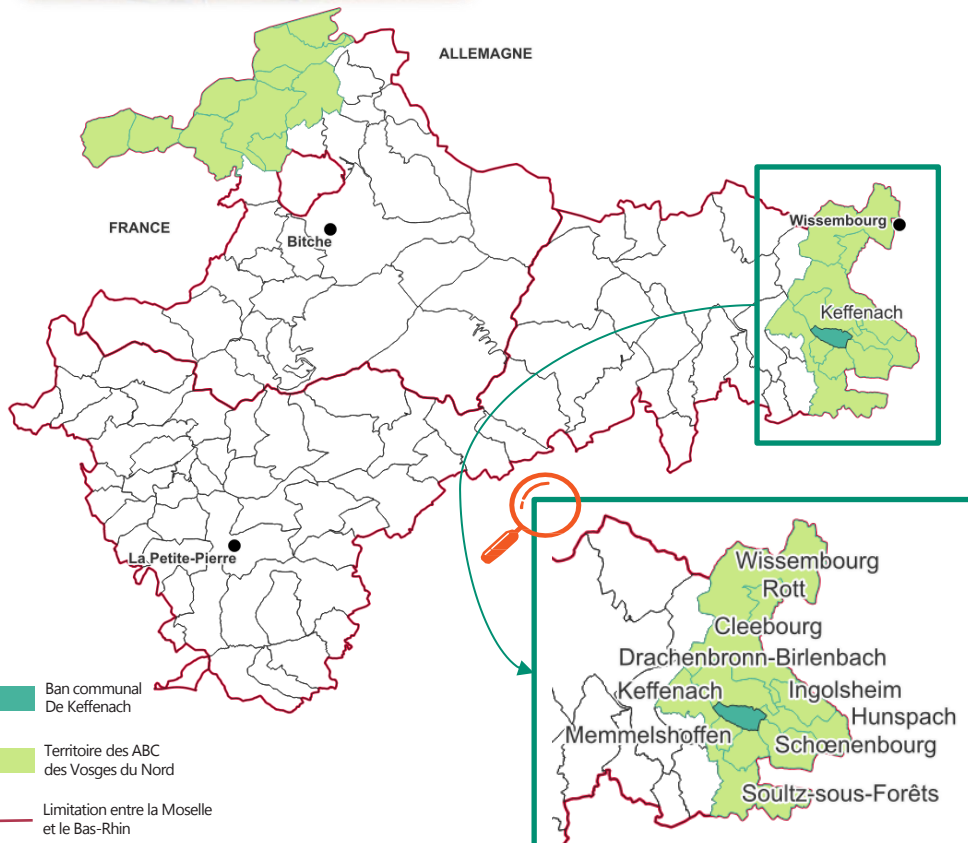 ALLEMAGNE
FRANCE
Bitche
Wissembourg
Keffenach
La Petite-Pierre
Ban communal
De Keffenach
Territoire des ABC
des Vosges du Nord
Limitation entre la Moselle
et le Bas-Rhin
Wissembourg
Rott
Cleebourg
Drachenbronn-Birlenbach
Keffenach
Ingolsheim
Hunspach
Memmelshoffen
Schœnenbourg
Soultz-sous-Forêts